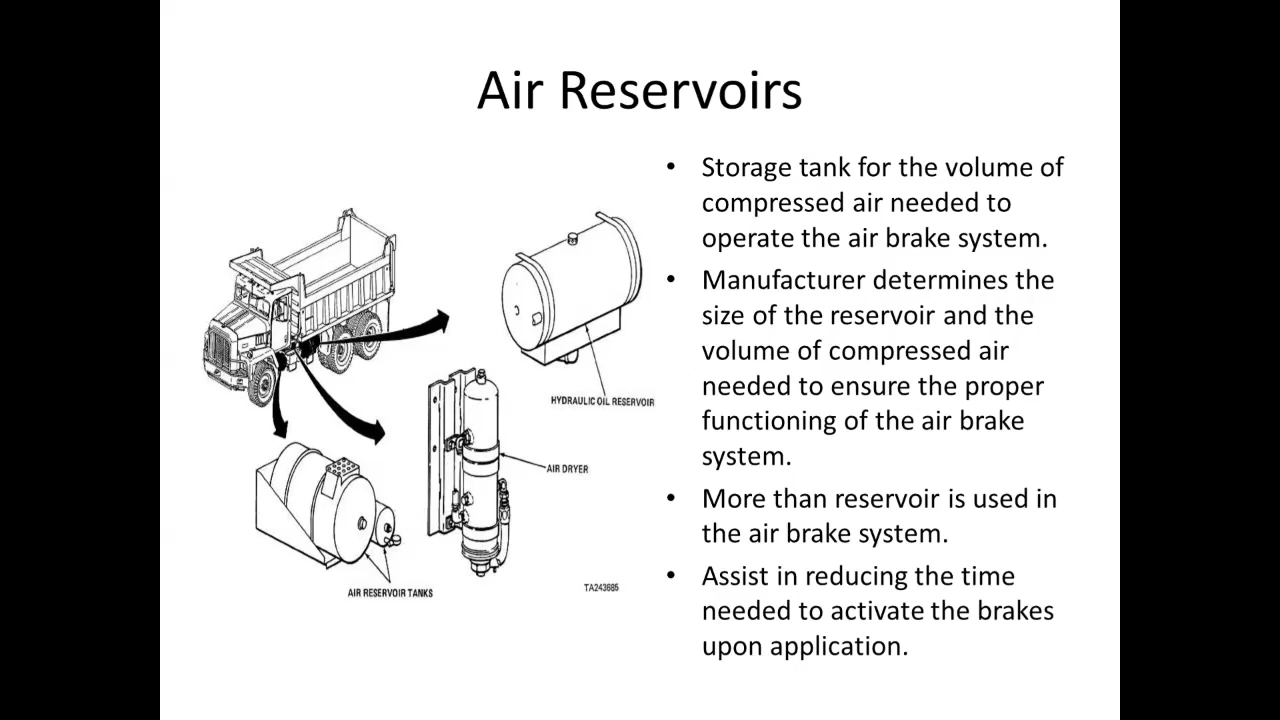 Air Reservoirs
• Storage tank for the volume of
compressed air needed to
operate the air brake system.
• Manufacturer determines the
size of the reservoir and the
volume of compressed air
needed to ensure the proper
functioning of the air brake
system.
• More than reservoir is used in
the air brake system.
• Assist in reducing the time
needed to activate the brakes
upon application.
HYDRAULIC OIL RESERVOIR
AIR DRYER
AIR RESERVOIR TANKS
TA243685